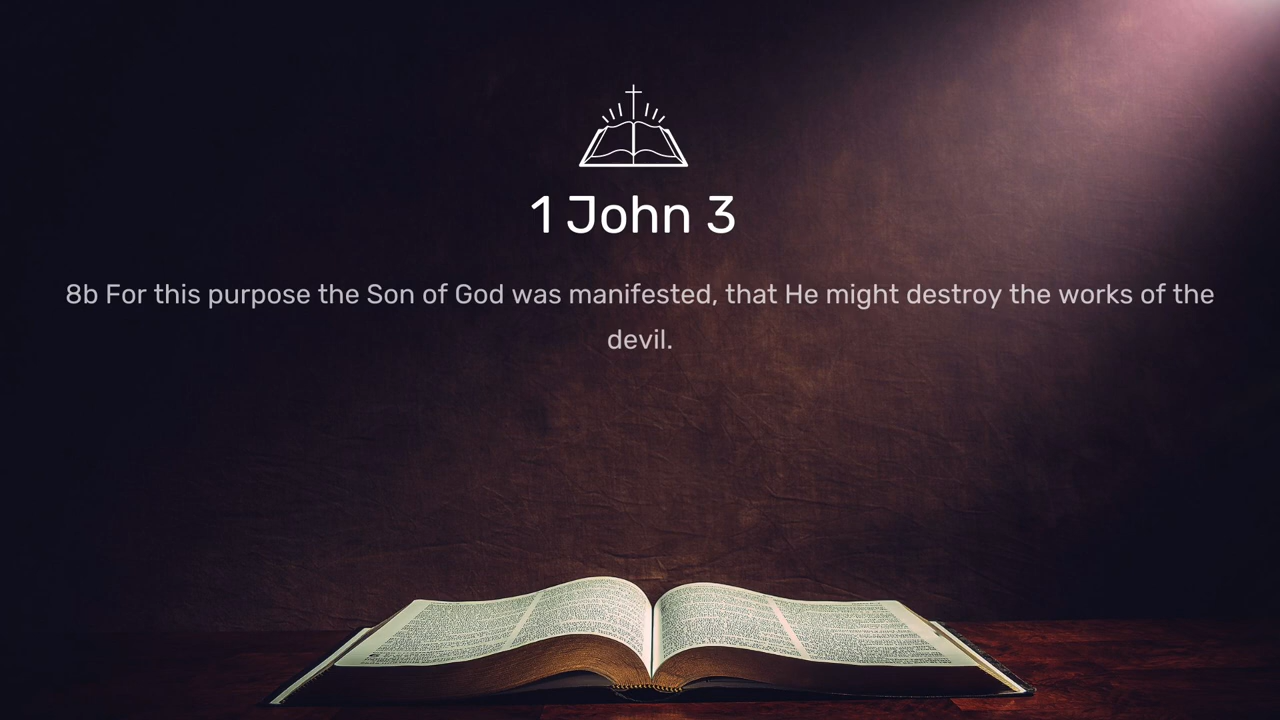 1 John 3
8b For this purpose the Son of God was manifested, that He might destroy the works of the
devil.